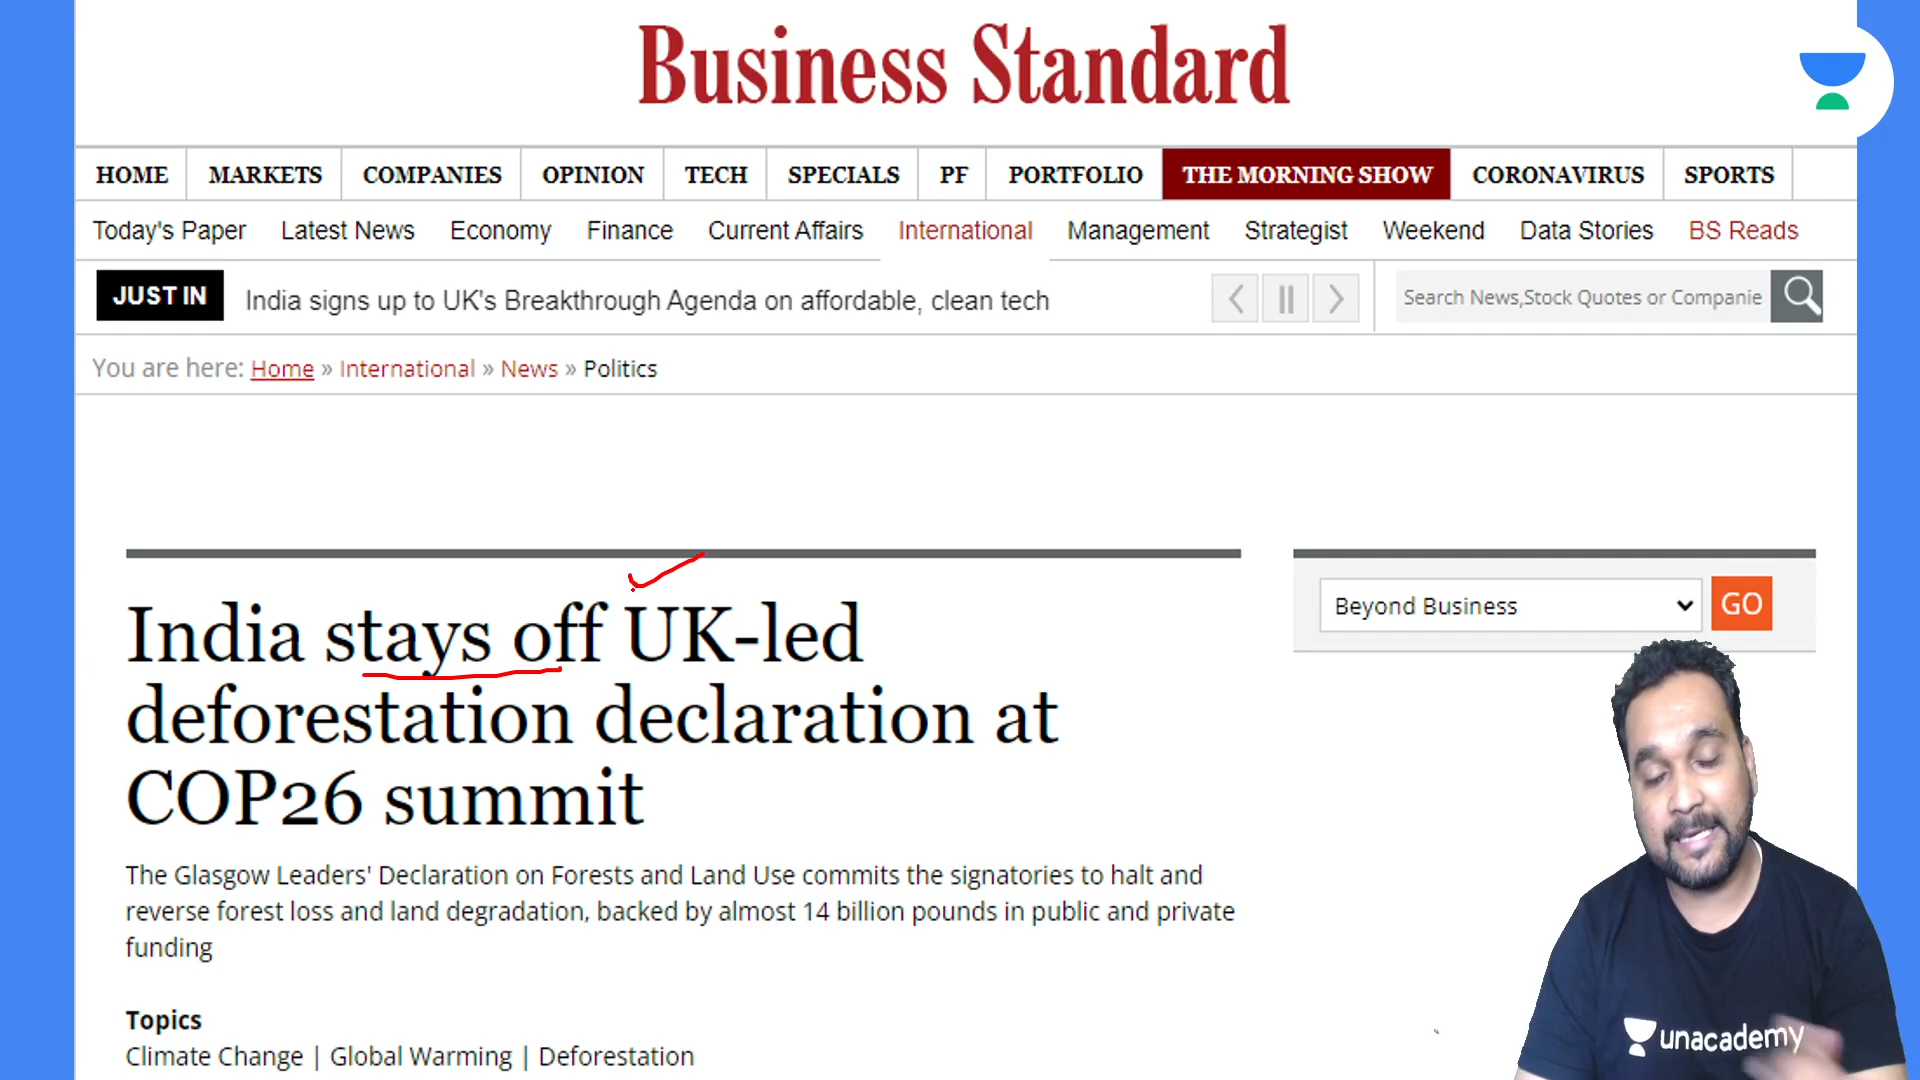 Business Standard
HOME MARKETS COMPANIES OPINION TECH SPECIALS PF PORTFOLIO THE MORNING SHOW CORONAVIRUS SPORTS
Today's Paper Latest News Economy Finance Current Affairs International Management Strategist Weekend Data Stories BS Reads
JUST IN India signs up to UK's Breakthrough Agenda on affordable, clean tech Search News,Stock Quotes or Companie
You are here: Home » International » News » Politics
India stays off UK-led
deforestation declaration at
COP26 summit
Beyond Business GO
The Glasgow Leaders' Declaration on Forests and Land Use commits the signatories to halt and
reverse forest loss and land degradation, backed by almost 14 billion pounds in public and private
funding
Topics
Climate Change | Global Warming | Deforestation
unacademy